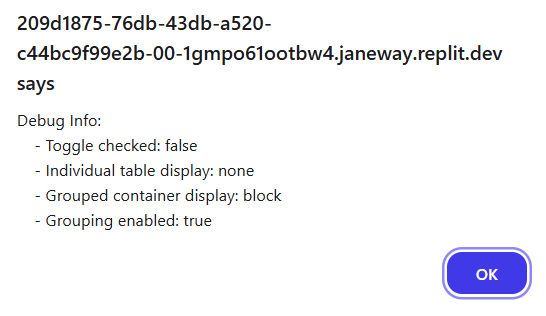 209d1875-76db-43db-a520-
c44bc9f99e2b-00-1gmpo61ootbw4.janeway.replit.dev
says
Debug Info:
- Toggle checked: false
- Individual table display: none
- Grouped container display: block
- Grouping enabled: true
OK